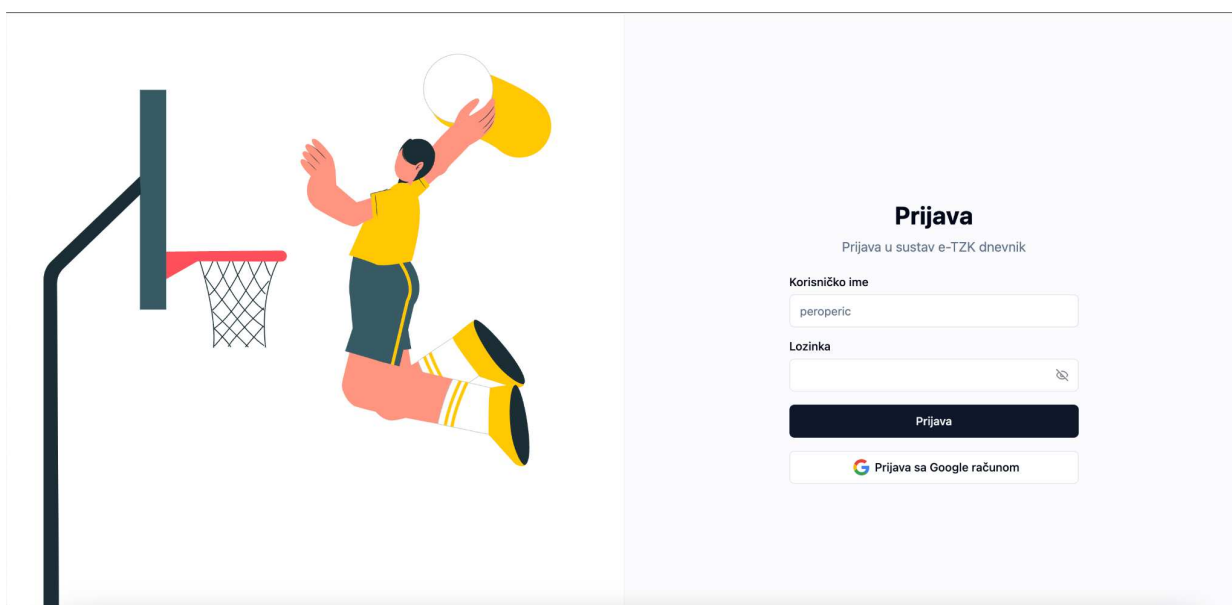 Prijava
Prijava u sustav e-TZK dnevnik
Korisničko ime
peroperic
Lozinka
Prijava
Prijava sa Google računom